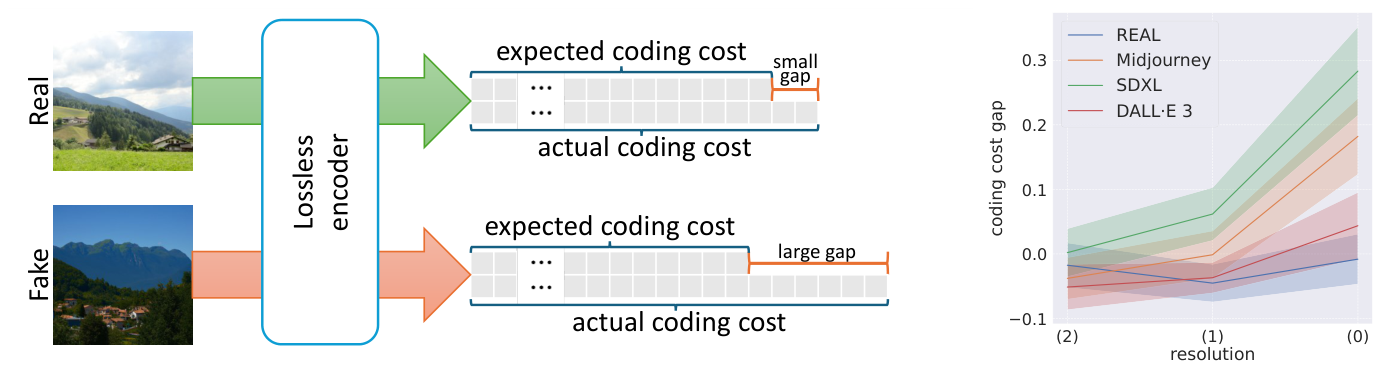 Real
Fake
Lossless
encoder
expected coding cost
small
gap
...
...
actual coding cost
expected coding cost
large gap
...
...
actual coding cost
REAL
Midjourney
SDXL
DALL·E 3
coding cost gap
0.3
0.2
0.1
0.0
−0.1
(2)
(1)
(0)
resolution